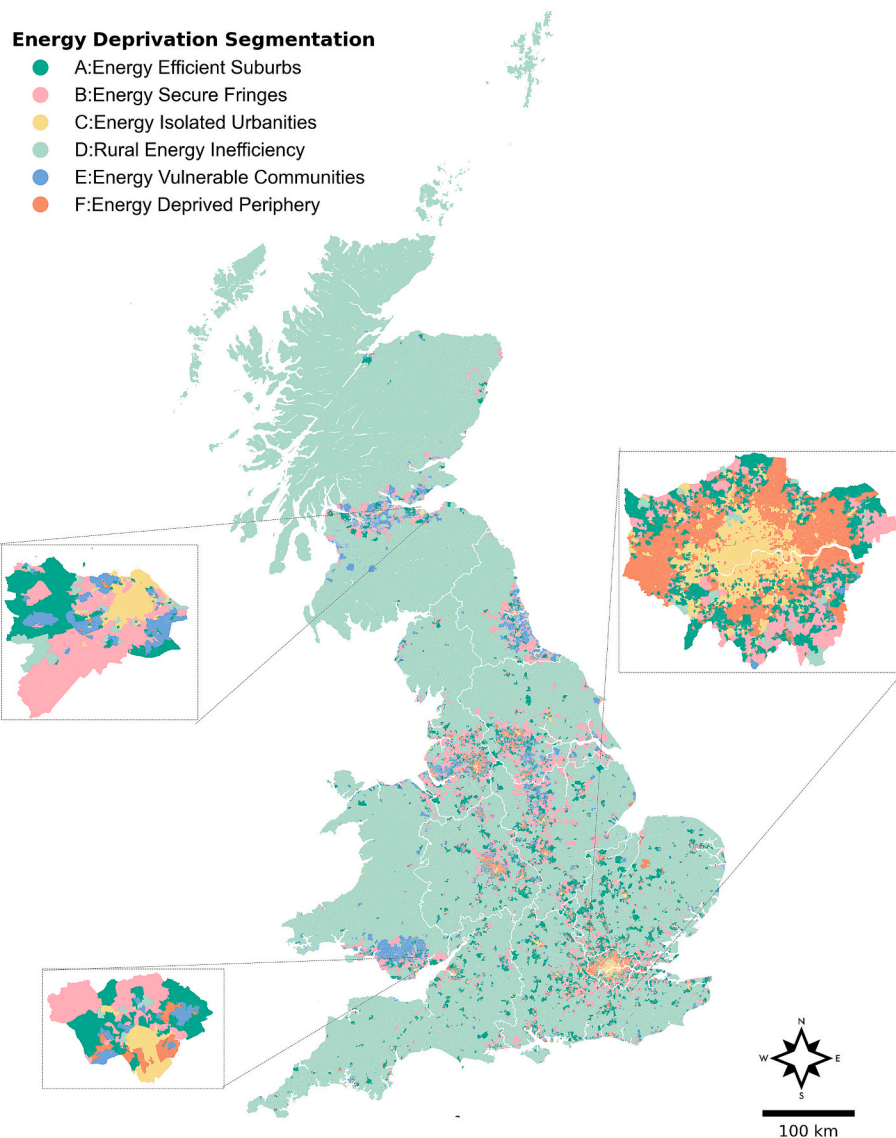 Energy Deprivation Segmentation
A:Energy Efficient Suburbs
B:Energy Secure Fringes
C:Energy Isolated Urbanities
D:Rural Energy Inefficiency
E:Energy Vulnerable Communities
F:Energy Deprived Periphery
N
W
E
S
100 km